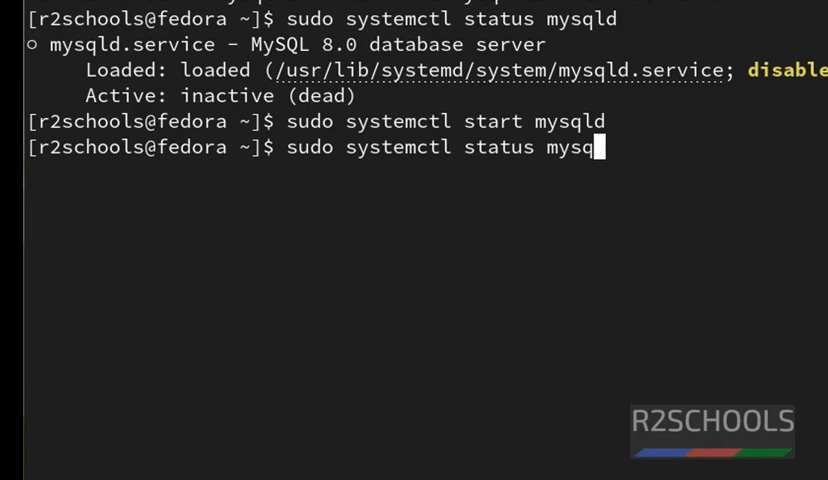 [r2schools@fedora ~]$ sudo systemctl status mysqld
○ mysqld.service - MySQL 8.0 database server
Loaded: loaded (/usr/lib/systemd/system/mysqld.service; disable
Active: inactive (dead)
[r2schools@fedora ~]$ sudo systemctl start mysqld
[r2schools@fedora ~]$ sudo systemctl status mysq
R2SCHOOLS